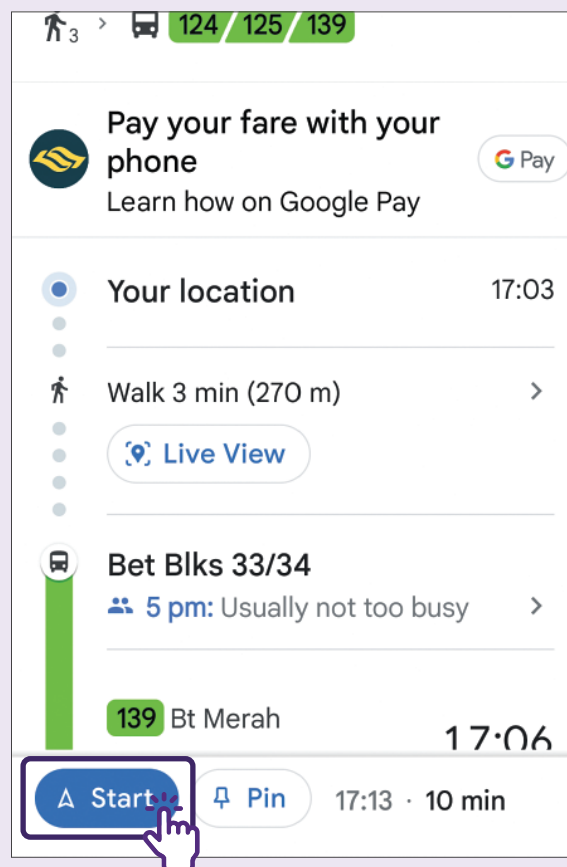 3 124 / 125 / 139
Pay your fare with your
phone
G Pay
Learn how on Google Pay
Your location 17:03
Walk 3 min (270 m)
Live View
Bet Blks 33/34
5 pm: Usually not too busy
139 Bt Merah 17:06
Start Pin 17:13 · 10 min